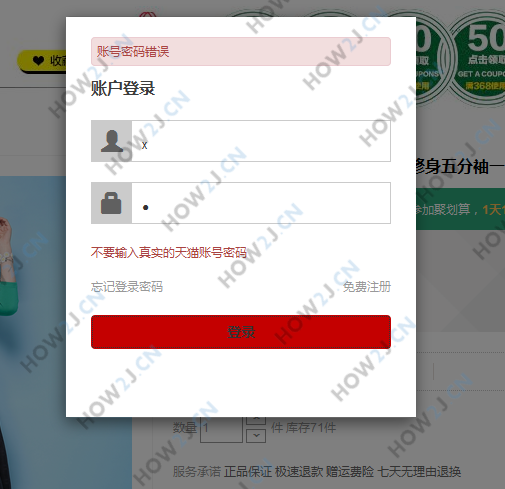 收
账号密码错误
账户登录
x
不要输入真实的天猫账号密码
忘记登录密码
免费注册
登录
0
50
领取
点击领取
COUPONS
GET A COUPON
使用
满368使用
修身五分袖一
参加聚划算，1天1
数量 1 件 库存71件
服务承诺 正品保证 极速退款 赠运费险 七天无理由退换
HOW2J.CN